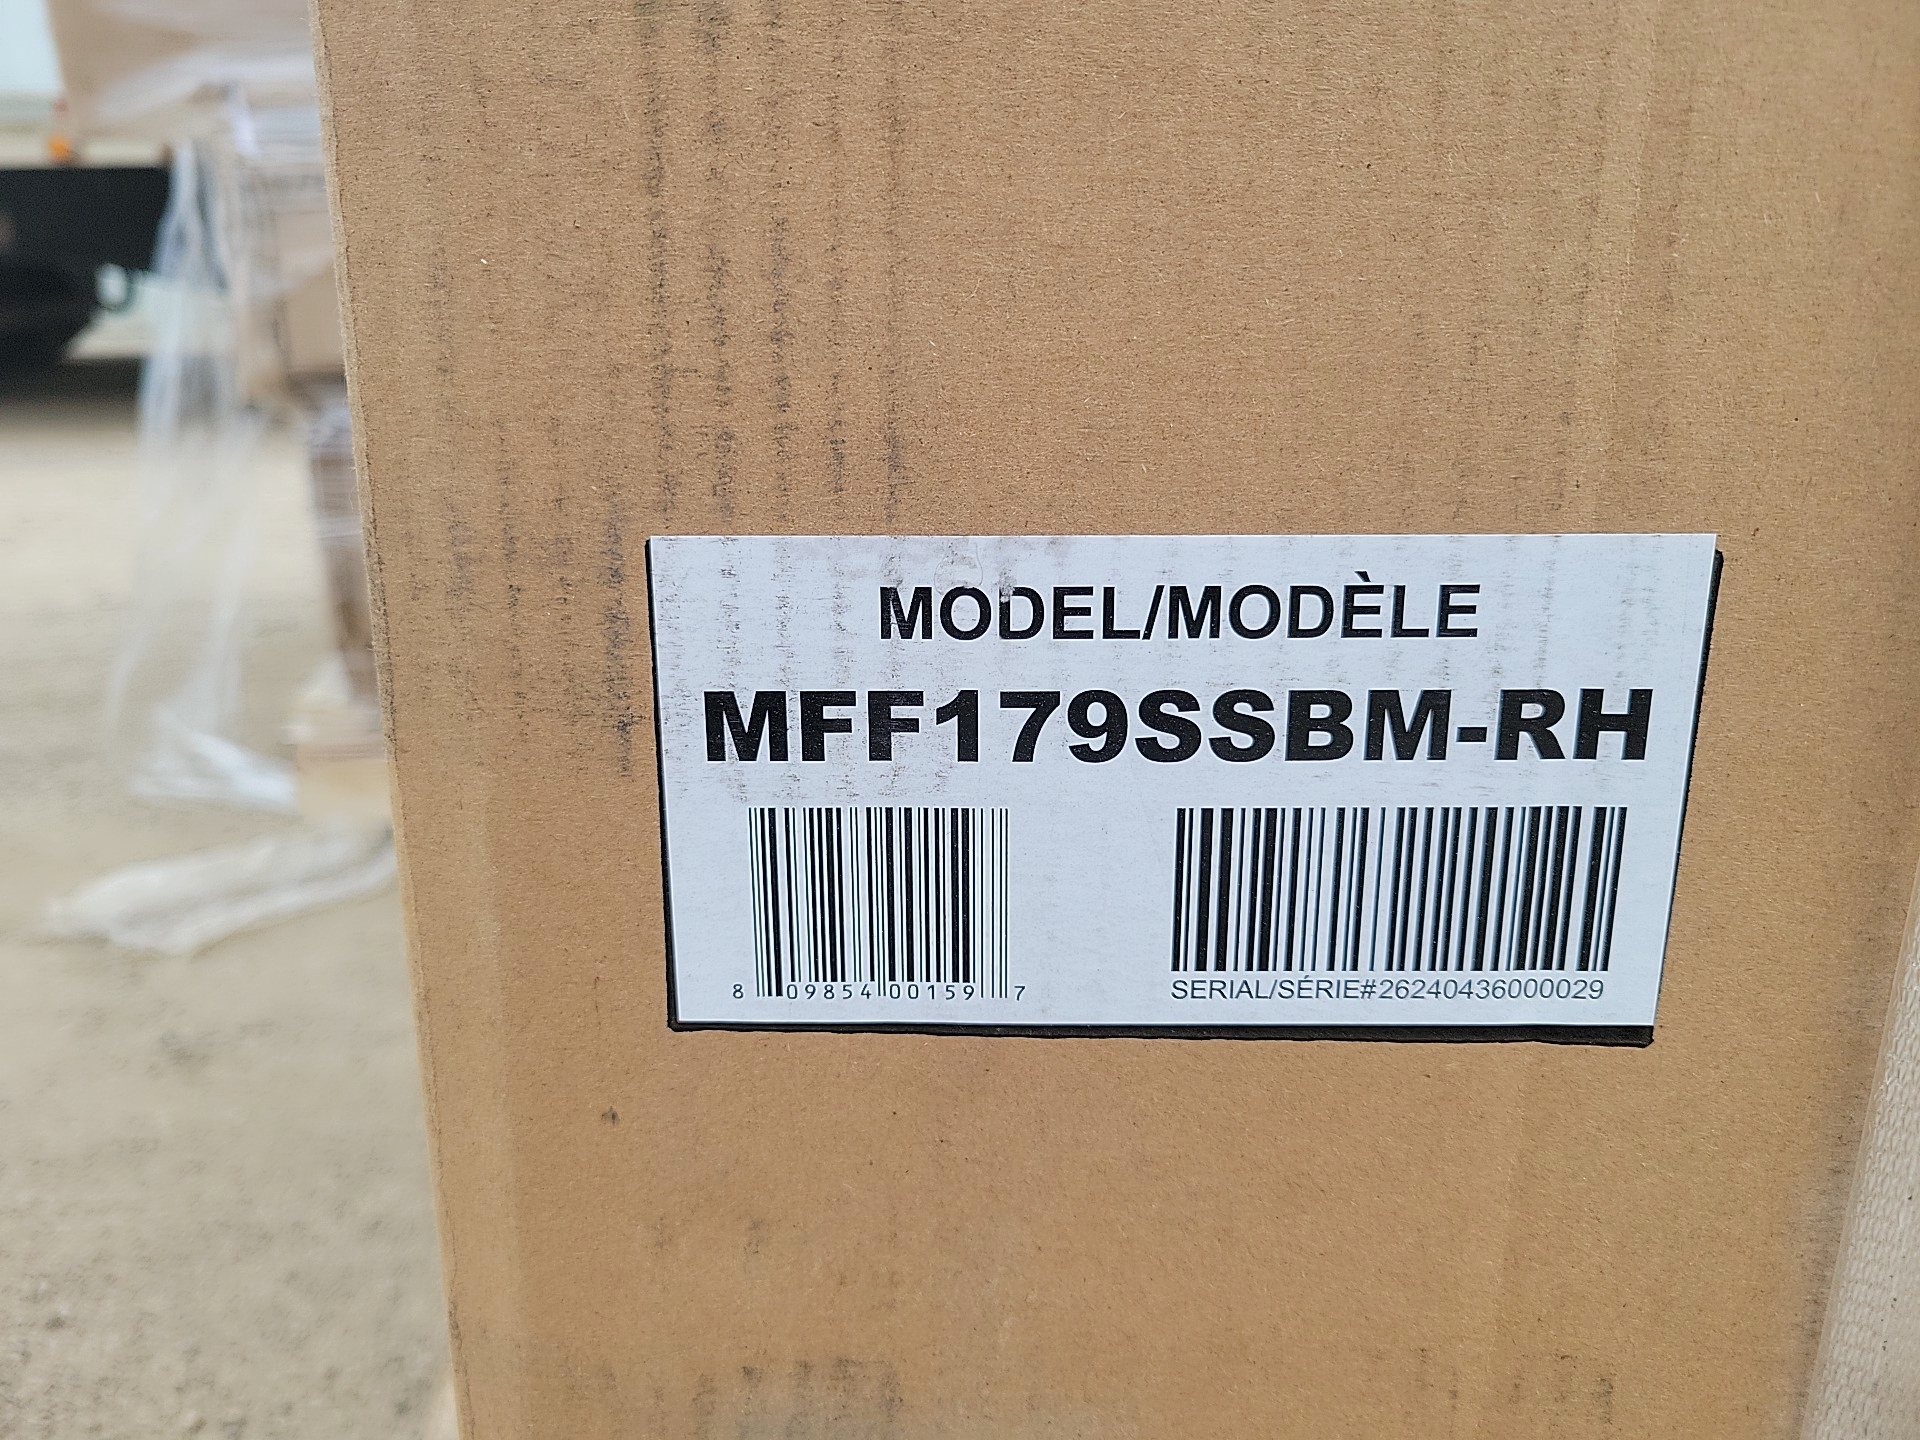 MODEL/MODÈLE
MFF179SSBM-RH
8 09854 00159 7
SERIAL/SÉRIE#26240436000029